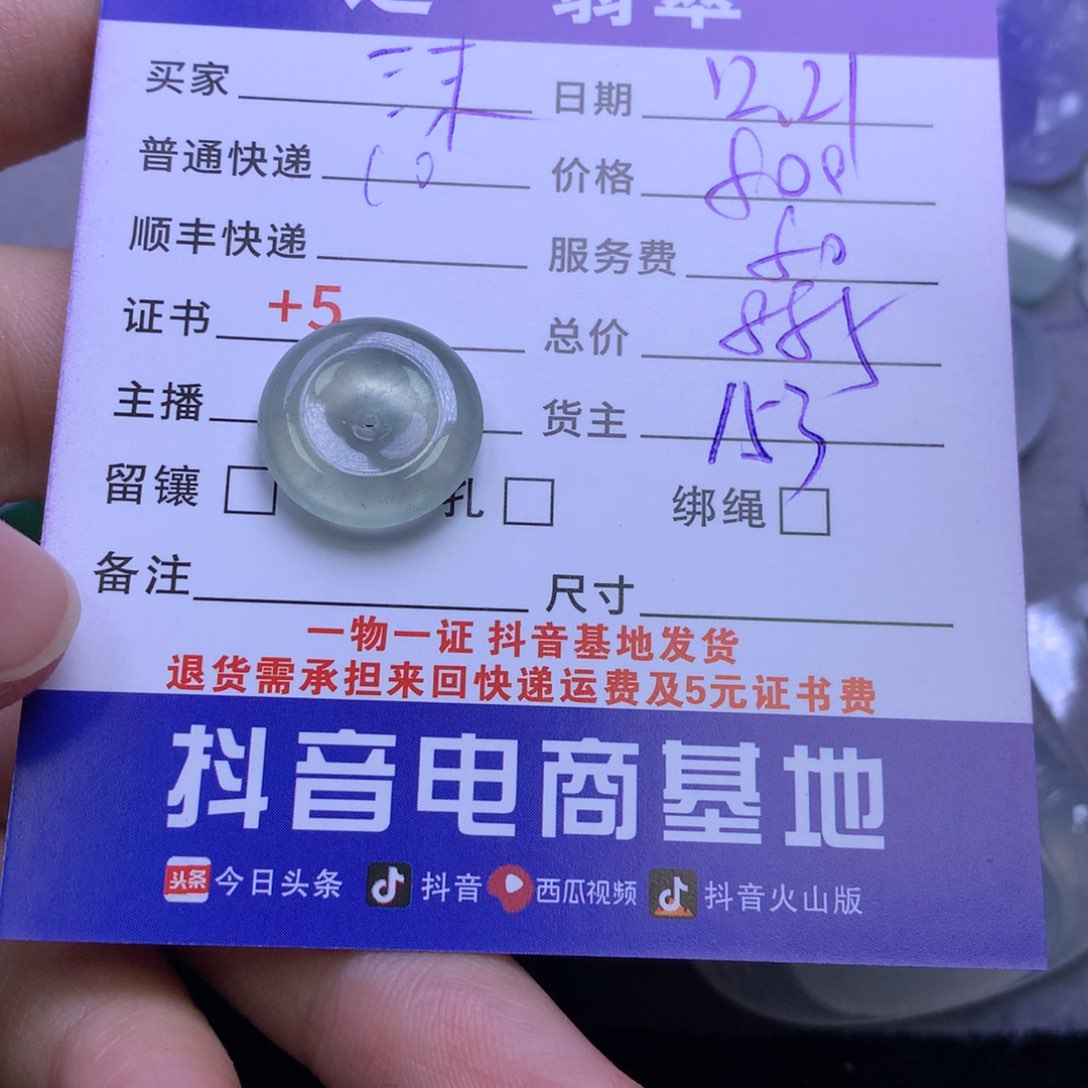 翡翠
买家 日期 12.21
普通快递 10 价格 800
顺丰快递 服务费 50
证书 +5 总价 885
主播 货主 153
留镶 孔 绑绳
备注 尺寸
一物一证 抖音基地发货
退货需承担来回快递运费及5元证书费
抖音电商基地
头条 今日头条 抖音 西瓜视频 抖音火山版